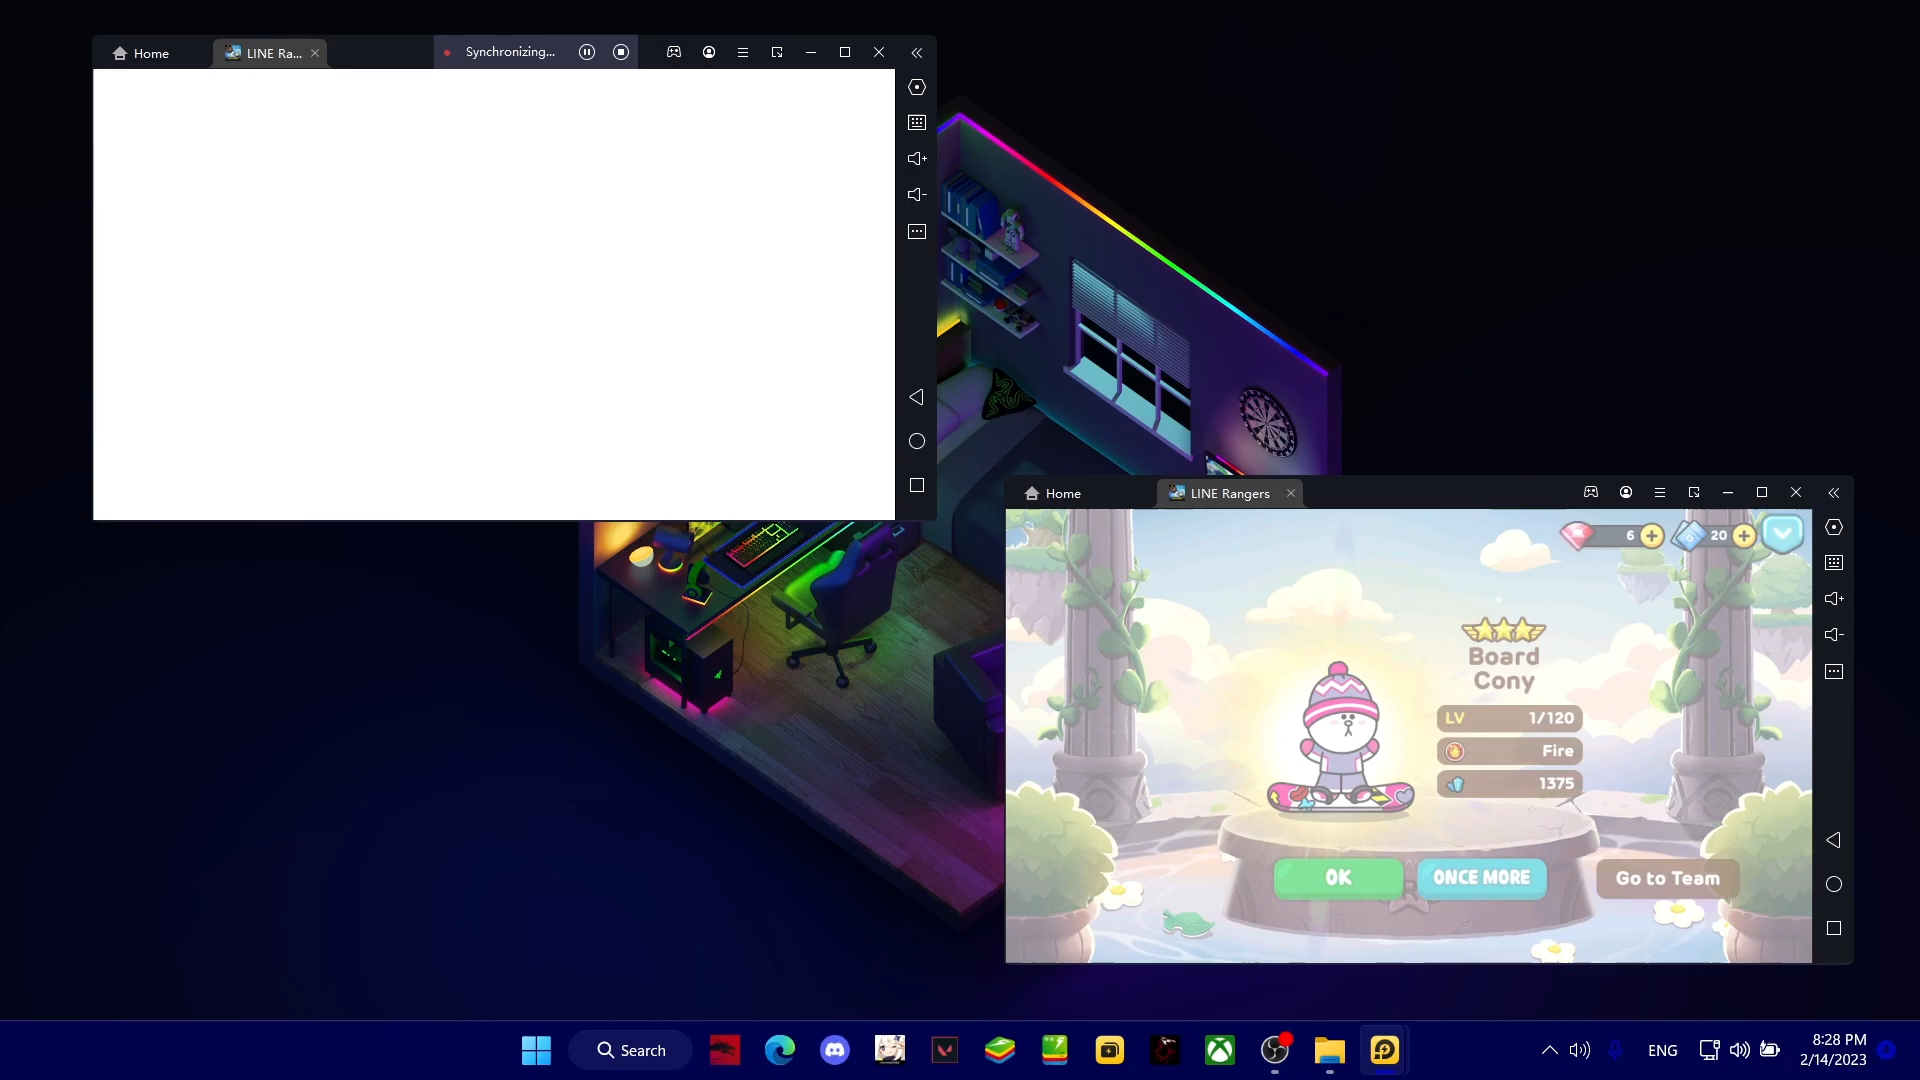 Home
LINE Ra...
Synchronizing...
Home
LINE Rangers
6
20
Board
Cony
LV 1/120
Fire
1375
OK
ONCE MORE
Go to Team
Search
ENG
8:28 PM
2/14/2023